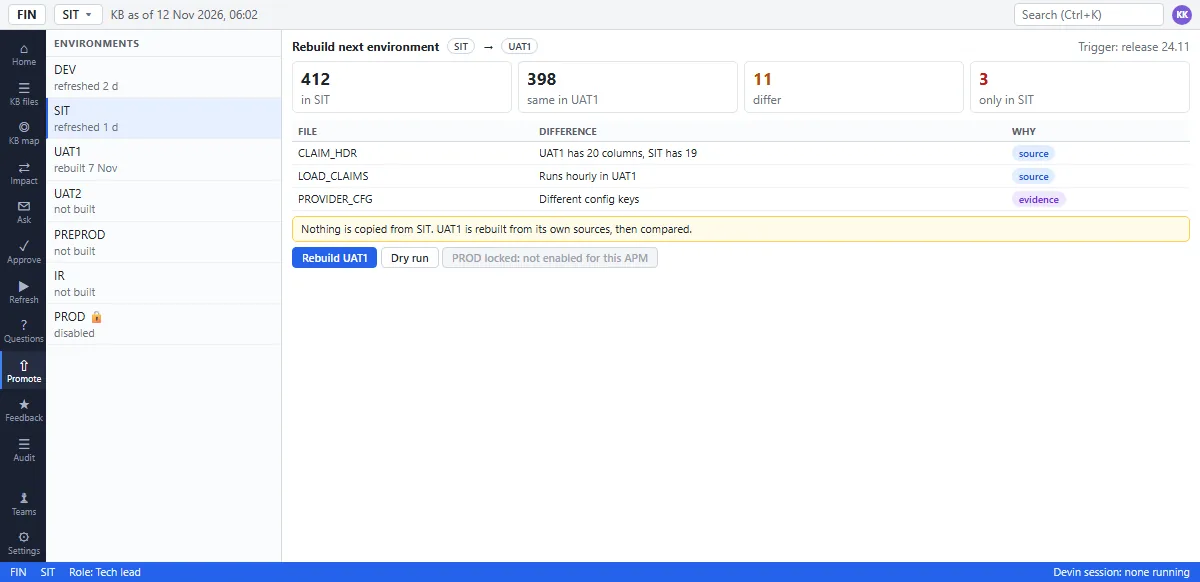 FIN SIT KB as of 12 Nov 2026, 06:02 Search (Ctrl+K) KK
Home
KB files
KB map
Impact
Ask
Approve
Refresh
Questions
Promote
Feedback
Audit
Teams
Settings
ENVIRONMENTS
DEV
refreshed 2 d
SIT
refreshed 1 d
UAT1
rebuilt 7 Nov
UAT2
not built
PREPROD
not built
IR
not built
PROD 🔒
disabled
Rebuild next environment SIT → UAT1 Trigger: release 24.11
412
in SIT
398
same in UAT1
11
differ
3
only in SIT
FILE DIFFERENCE WHY
CLAIM_HDR UAT1 has 20 columns, SIT has 19 source
LOAD_CLAIMS Runs hourly in UAT1 source
PROVIDER_CFG Different config keys evidence
Nothing is copied from SIT. UAT1 is rebuilt from its own sources, then compared.
Rebuild UAT1 Dry run PROD locked: not enabled for this APM
FIN SIT Role: Tech lead Devin session: none running